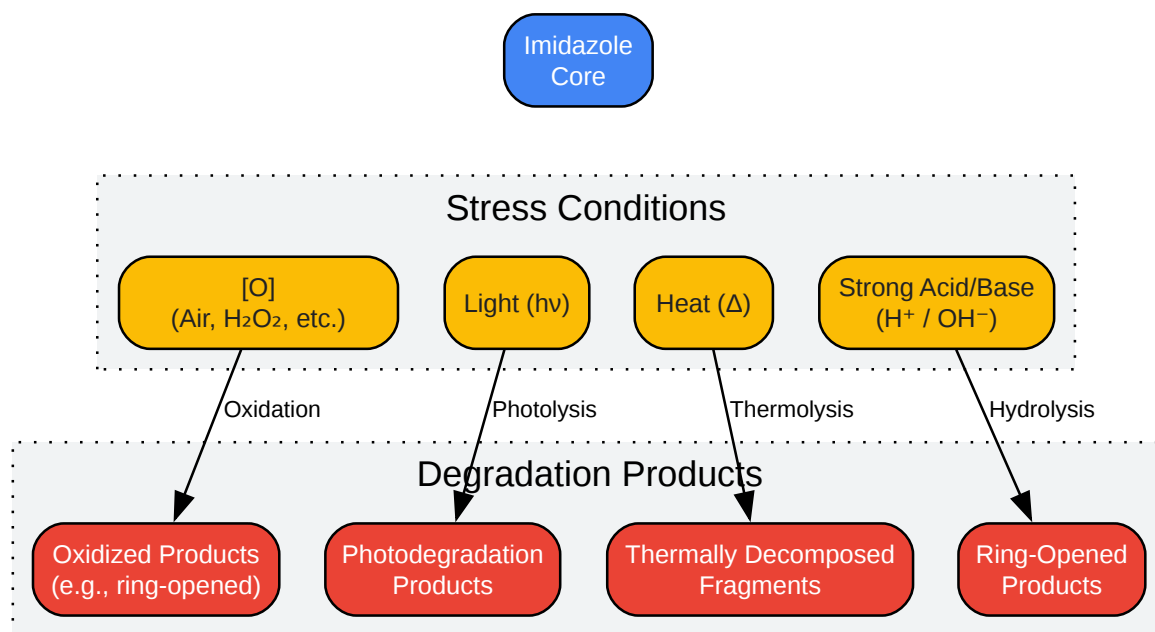 Imidazole
Core
Stress Conditions
[O]
(Air, H₂O₂, etc.)
Light (hν)
Heat (Δ)
Strong Acid/Base
(H⁺ / OH⁻)
Oxidation
Photolysis
Thermolysis
Hydrolysis
Degradation Products
Oxidized Products
(e.g., ring-opened)
Photodegradation
Products
Thermally Decomposed
Fragments
Ring-Opened
Products